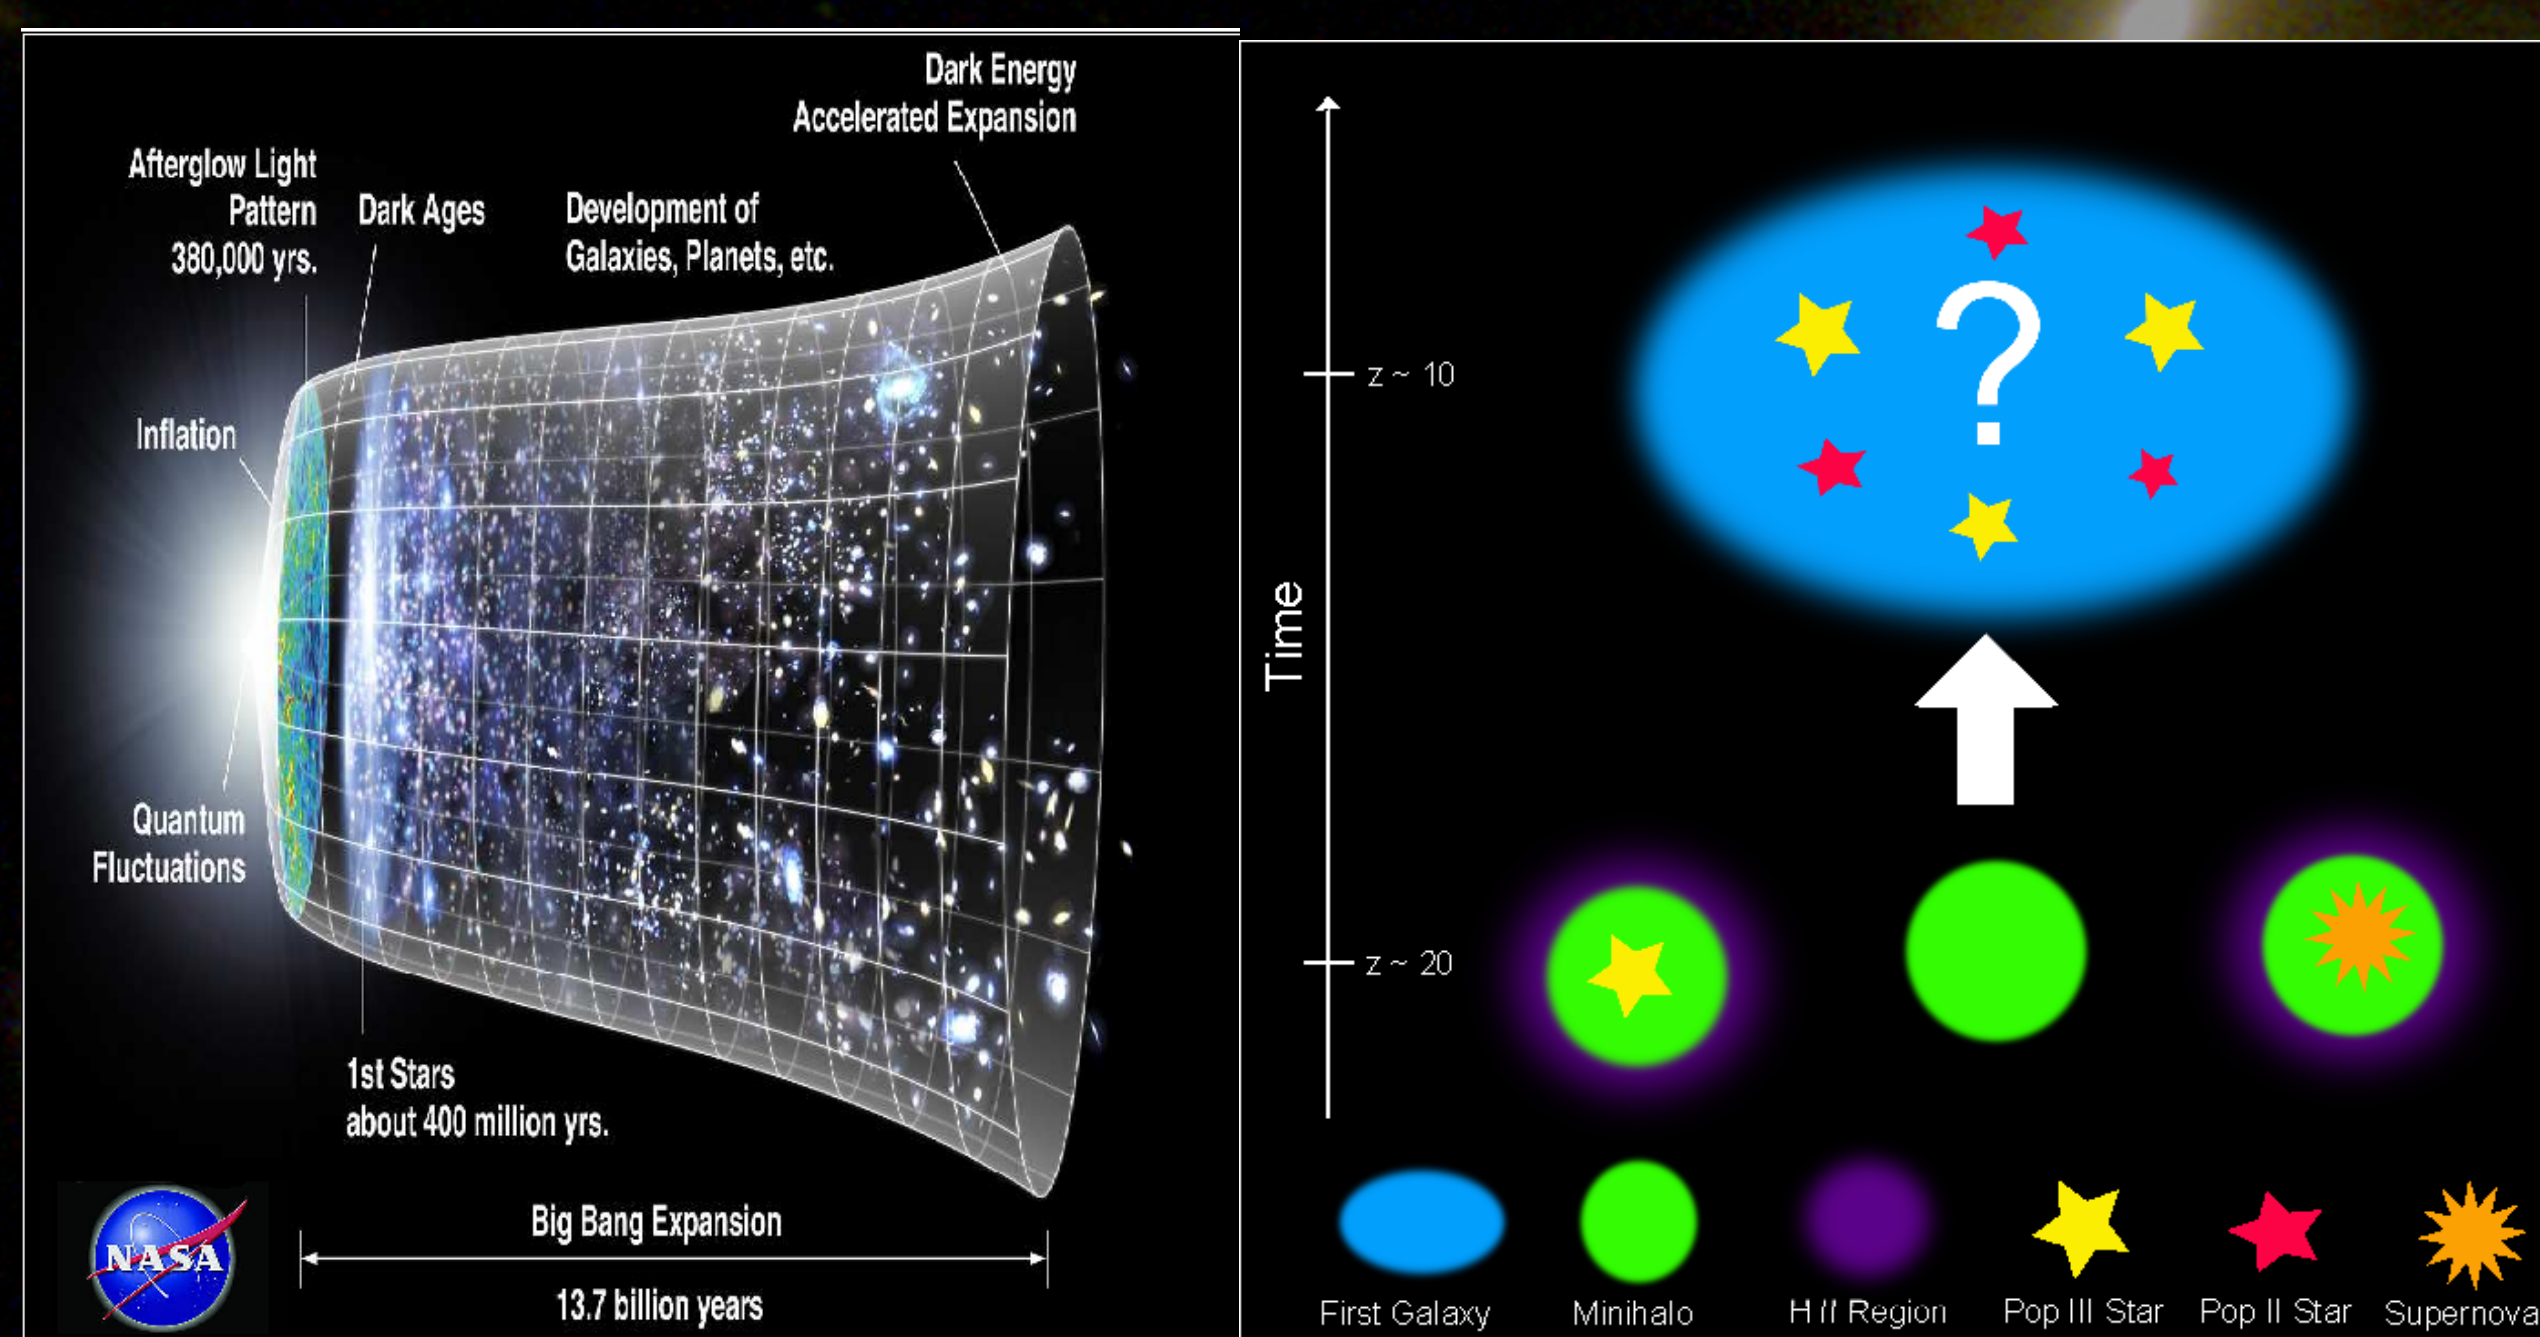 Dark Energy
Accelerated Expansion
Afterglow Light
Pattern
380,000 yrs.
Dark Ages
Development of
Galaxies, Planets, etc.
Inflation
Quantum
Fluctuations
1st Stars
about 400 million yrs.
Big Bang Expansion
13.7 billion years
NASA
Time
z ~ 10
?
z ~ 20
First Galaxy
Minihalo
H II Region
Pop III Star
Pop II Star
Supernova